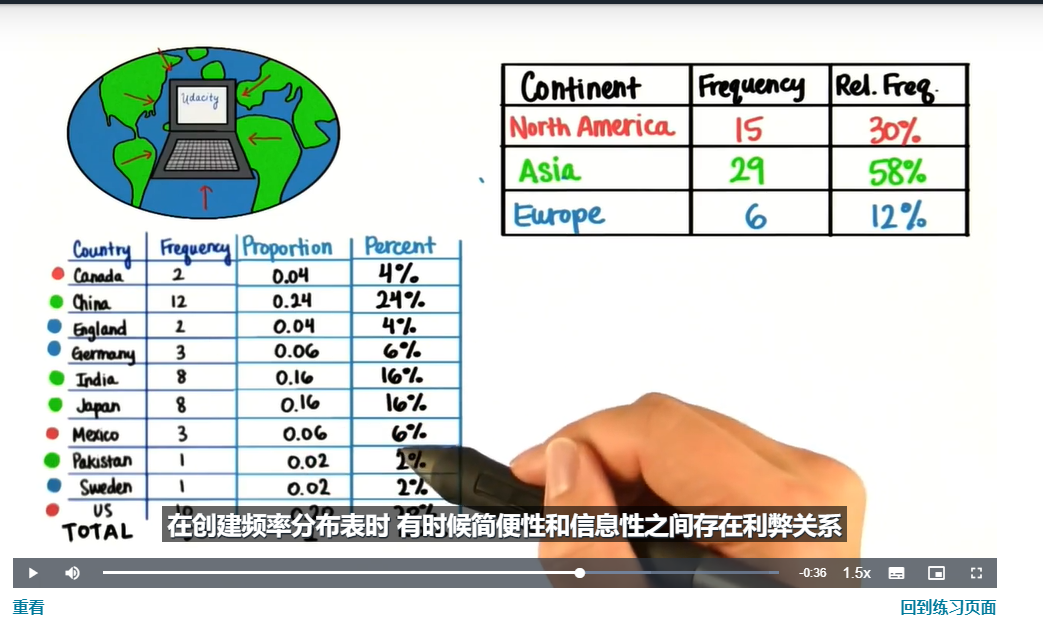 Udacity
Continent Frequency Rel. Freq.
North America 15 30%
Asia 29 58%
Europe 6 12%
Country Frequency Proportion Percent
Canada 2 0.04 4%
China 12 0.24 24%
England 2 0.04 4%
Germany 3 0.06 6%
India 8 0.16 16%
Japan 8 0.16 16%
Mexico 3 0.06 6%
Pakistan 1 0.02 2%
Sweden 1 0.02 2%
US
TOTAL
在创建频率分布表时 有时候简便性和信息性之间存在利弊关系
-0:36 1.5x
重看 回到练习页面